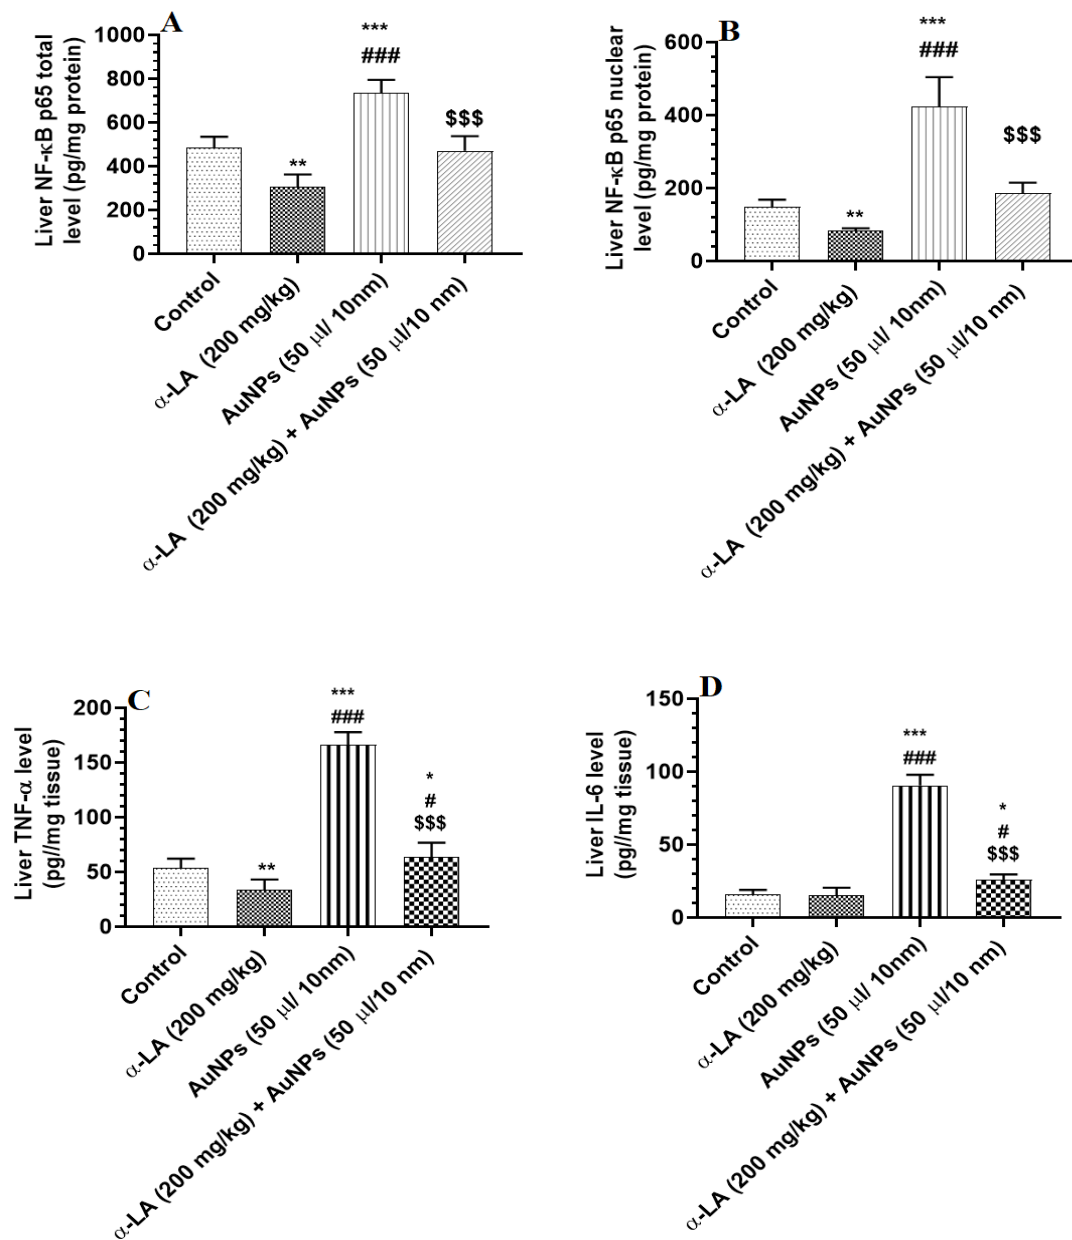 A
Liver NF-κB p65 total
level (pg/mg protein)
1000
800
600
400
200
0
**
***
###
$$$
Control
α-LA (200 mg/kg)
AuNPs (50 μl/ 10nm)
α-LA (200 mg/kg) + AuNPs (50 μl/10 nm)
B
Liver NF-κB p65 nuclear
level (pg/mg protein)
600
400
200
0
**
***
###
$$$
Control
α-LA (200 mg/kg)
AuNPs (50 μl/ 10nm)
α-LA (200 mg/kg) + AuNPs (50 μl/10 nm)
C
Liver TNF-α level
(pg//mg tissue)
200
150
100
50
0
**
***
###
*
#
$$$
Control
α-LA (200 mg/kg)
AuNPs (50 μl/ 10nm)
α-LA (200 mg/kg) + AuNPs (50 μl/10 nm)
D
Liver IL-6 level
(pg//mg tissue)
150
100
50
0
***
###
*
#
$$$
Control
α-LA (200 mg/kg)
AuNPs (50 μl/ 10nm)
α-LA (200 mg/kg) + AuNPs (50 μl/10 nm)